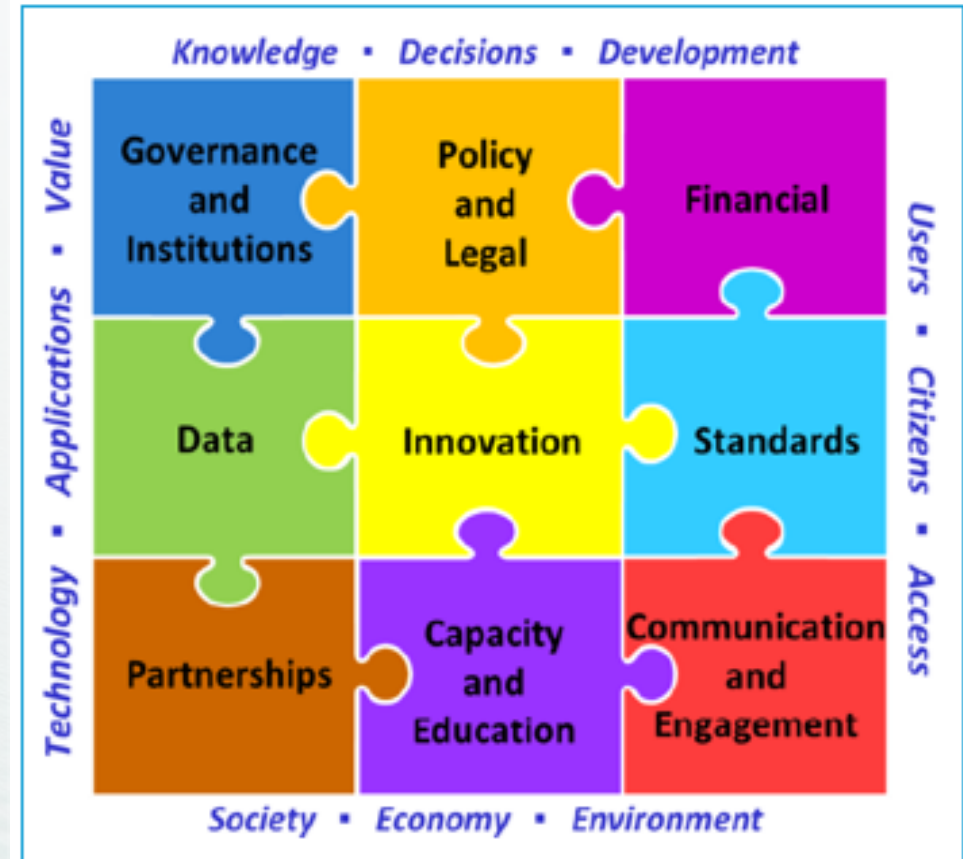 Knowledge ▪ Decisions ▪ Development
Technology ▪ Applications ▪ Value
Governance
and
Institutions
Policy
and
Legal
Financial
Data
Innovation
Standards
Partnerships
Capacity
and
Education
Communication
and
Engagement
Users ▪ Citizens ▪ Access
Society ▪ Economy ▪ Environment